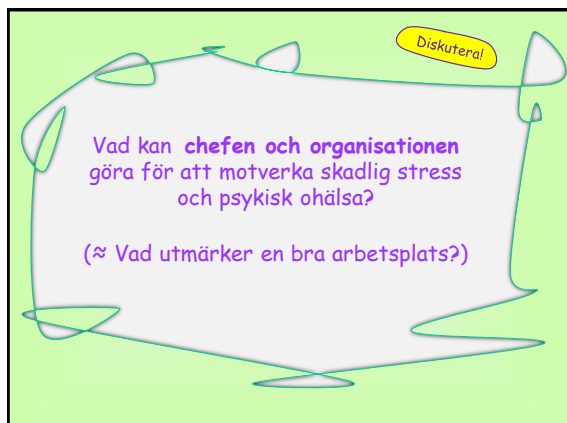 Diskutera!
Vad kan chefen och organisationen
göra för att motverka skadlig stress
och psykisk ohälsa?
(≈ Vad utmärker en bra arbetsplats?)